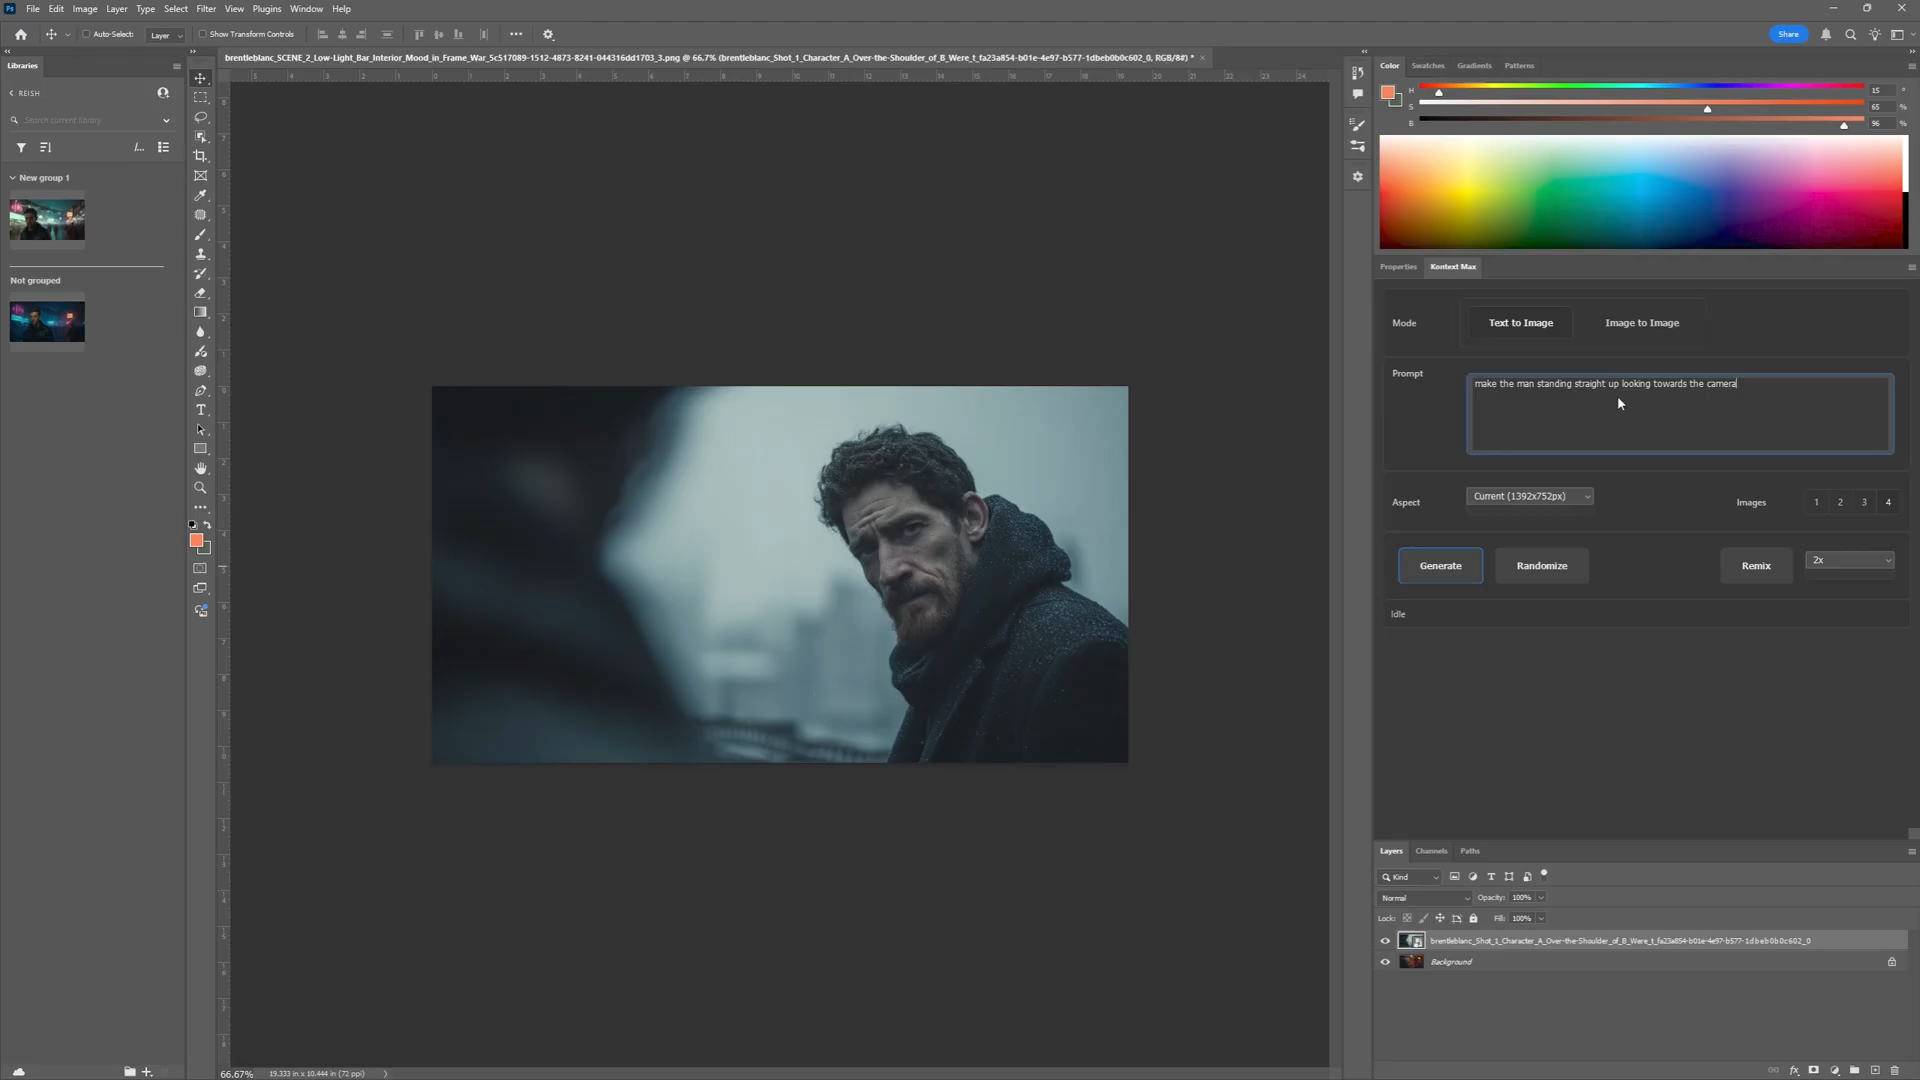 Ps File Edit Image Layer Type Select Filter View Plugins Window Help
Auto-Select: Layer Show Transform Controls Share
brentleblanc_SCENE_2_Low-Light_Bar_Interior_Mood_in_Frame_War_5c517089-1512-4873-8241-044316dd1703_3.png @ 66.7% (brentleblanc_Shot_1_Character_A_Over-the-Shoulder_of_B_Were_t_fa23a854-b01e-4e97-b577-1dbeb0b0c602_0, RGB/8#) *
Libraries
REISH
Search current library
New group 1
Not grouped
Color Swatches Gradients Patterns
H 15 °
S 65 %
B 96 %
Properties Kontext Max
Mode Text to Image Image to Image
Prompt make the man standing straight up looking towards the camera
Aspect Current (1392x752px) Images 1 2 3 4
Generate Randomize Remix 2x
Idle
Layers Channels Paths
Kind
Normal Opacity: 100%
Lock: Fill: 100%
brentleblanc_Shot_1_Character_A_Over-the-Shoulder_of_B_Were_t_fa23a854-b01e-4e97-b577-1dbeb0b0c602_0
Background
66.67% 19.333 in x 10.444 in (72 ppi)